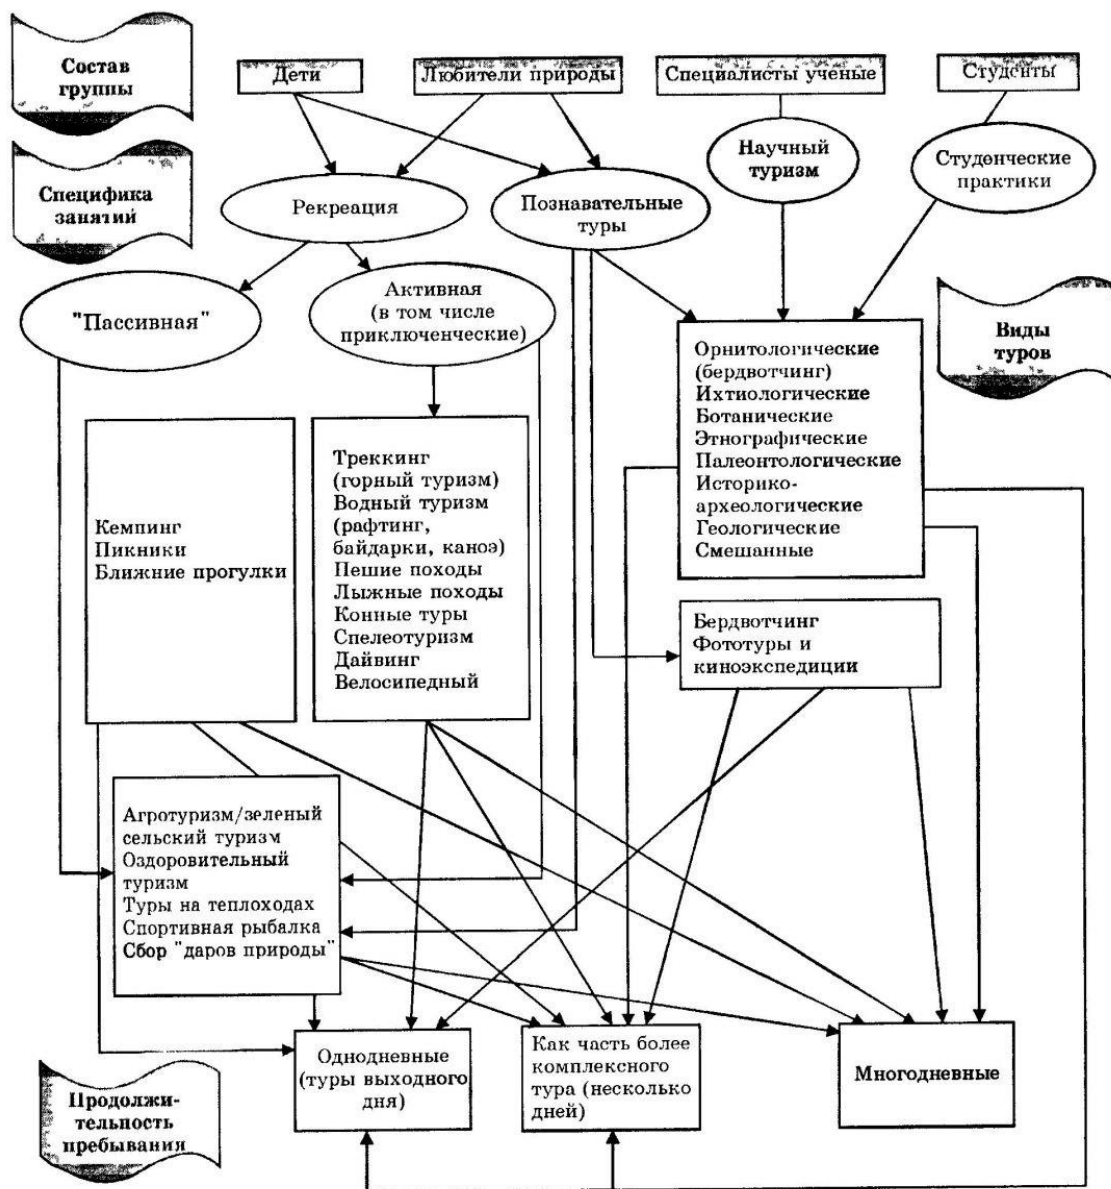 Состав
группы
Дети
Любители природы
Специалисты ученые
Студенты
Специфика
занятий
Рекреация
Познавательные
туры
Научный
туризм
Студенческие
практики
"Пассивная"
Активная
(в том числе
приключенческие)
Виды
туров
Орнитологические
(бердвотчинг)
Ихтиологические
Ботанические
Этнографические
Палеонтологические
Историко-
археологические
Геологические
Смешанные
Кемпинг
Пикники
Ближние прогулки
Треккинг
(горный туризм)
Водный туризм
(рафтинг,
байдарки, каноэ)
Пешие походы
Лыжные походы
Конные туры
Спелеотуризм
Дайвинг
Велосипедный
Бердвотчинг
Фототуры и
киноэкспедиции
Агротуризм/зеленый
сельский туризм
Оздоровительный
туризм
Туры на теплоходах
Спортивная рыбалка
Сбор "даров природы"
Продолжи-
тельность
пребывания
Однодневные
(туры выходного
дня)
Как часть более
комплексного
тура (несколько
дней)
Многодневные